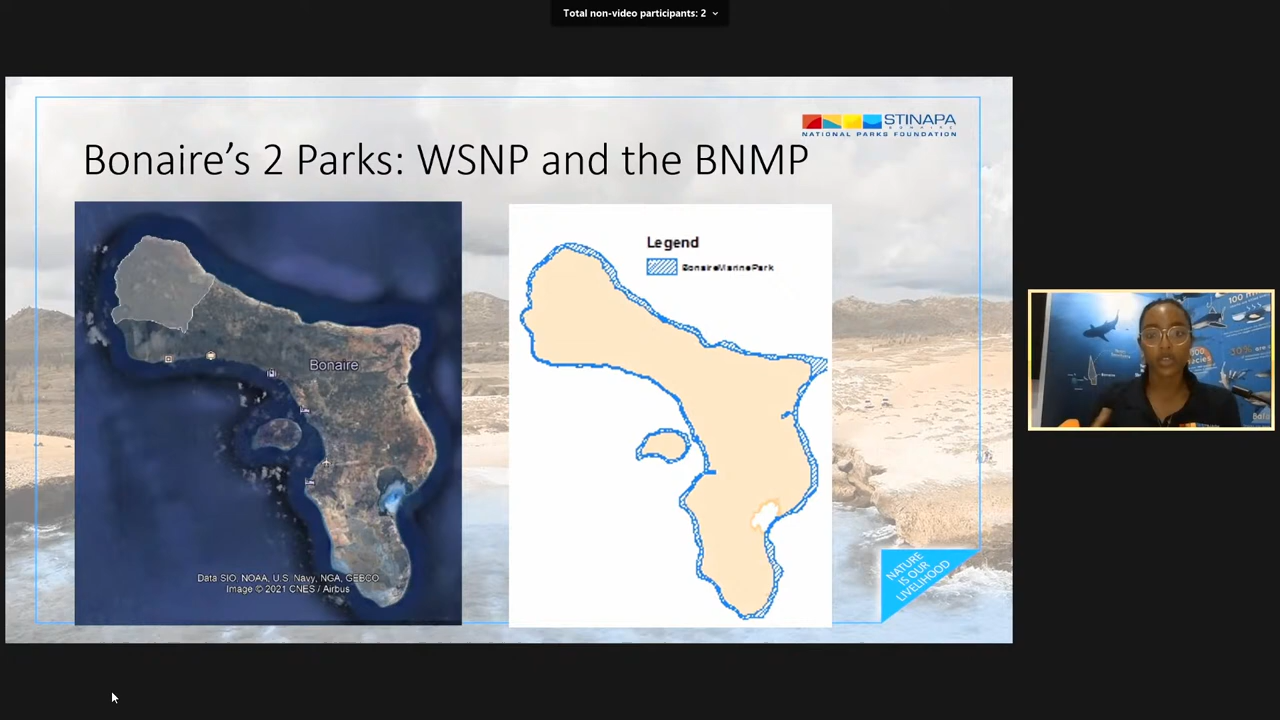 Total non-video participants: 2
STINAPA
BONAIRE
NATIONAL PARKS FOUNDATION
Bonaire's 2 Parks: WSNP and the BNMP
Bonaire
Data SIO, NOAA, U.S. Navy, NGA, GEBCO
Image © 2021 CNES / Airbus
Legend
BonaireMarinePark
NATURE
IS OUR
LIVELIHOOD